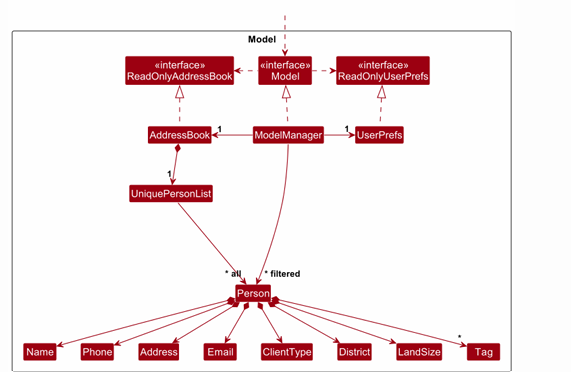 Model
«interface»
ReadOnlyAddressBook
«interface»
Model
«interface»
ReadOnlyUserPrefs
AddressBook
1
ModelManager
1
UserPrefs
1
UniquePersonList
* all
* filtered
Person
*
Name
Phone
Address
Email
ClientType
District
LandSize
Tag